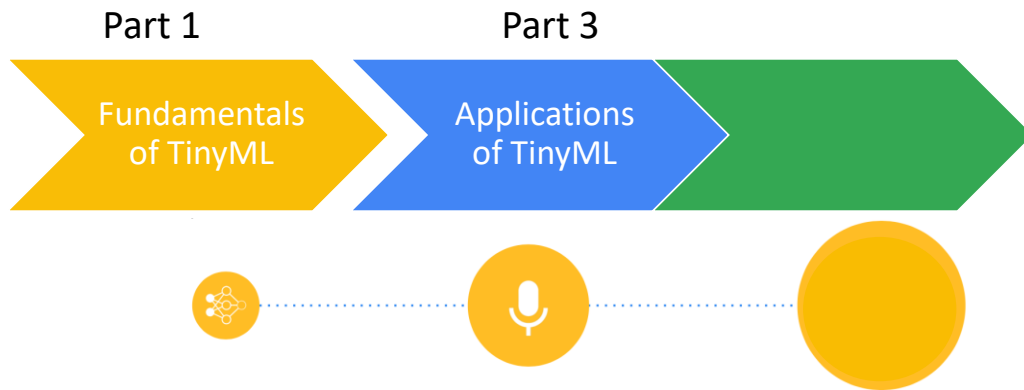 Part 1
Part 3
Fundamentals
of TinyML
Applications
of TinyML